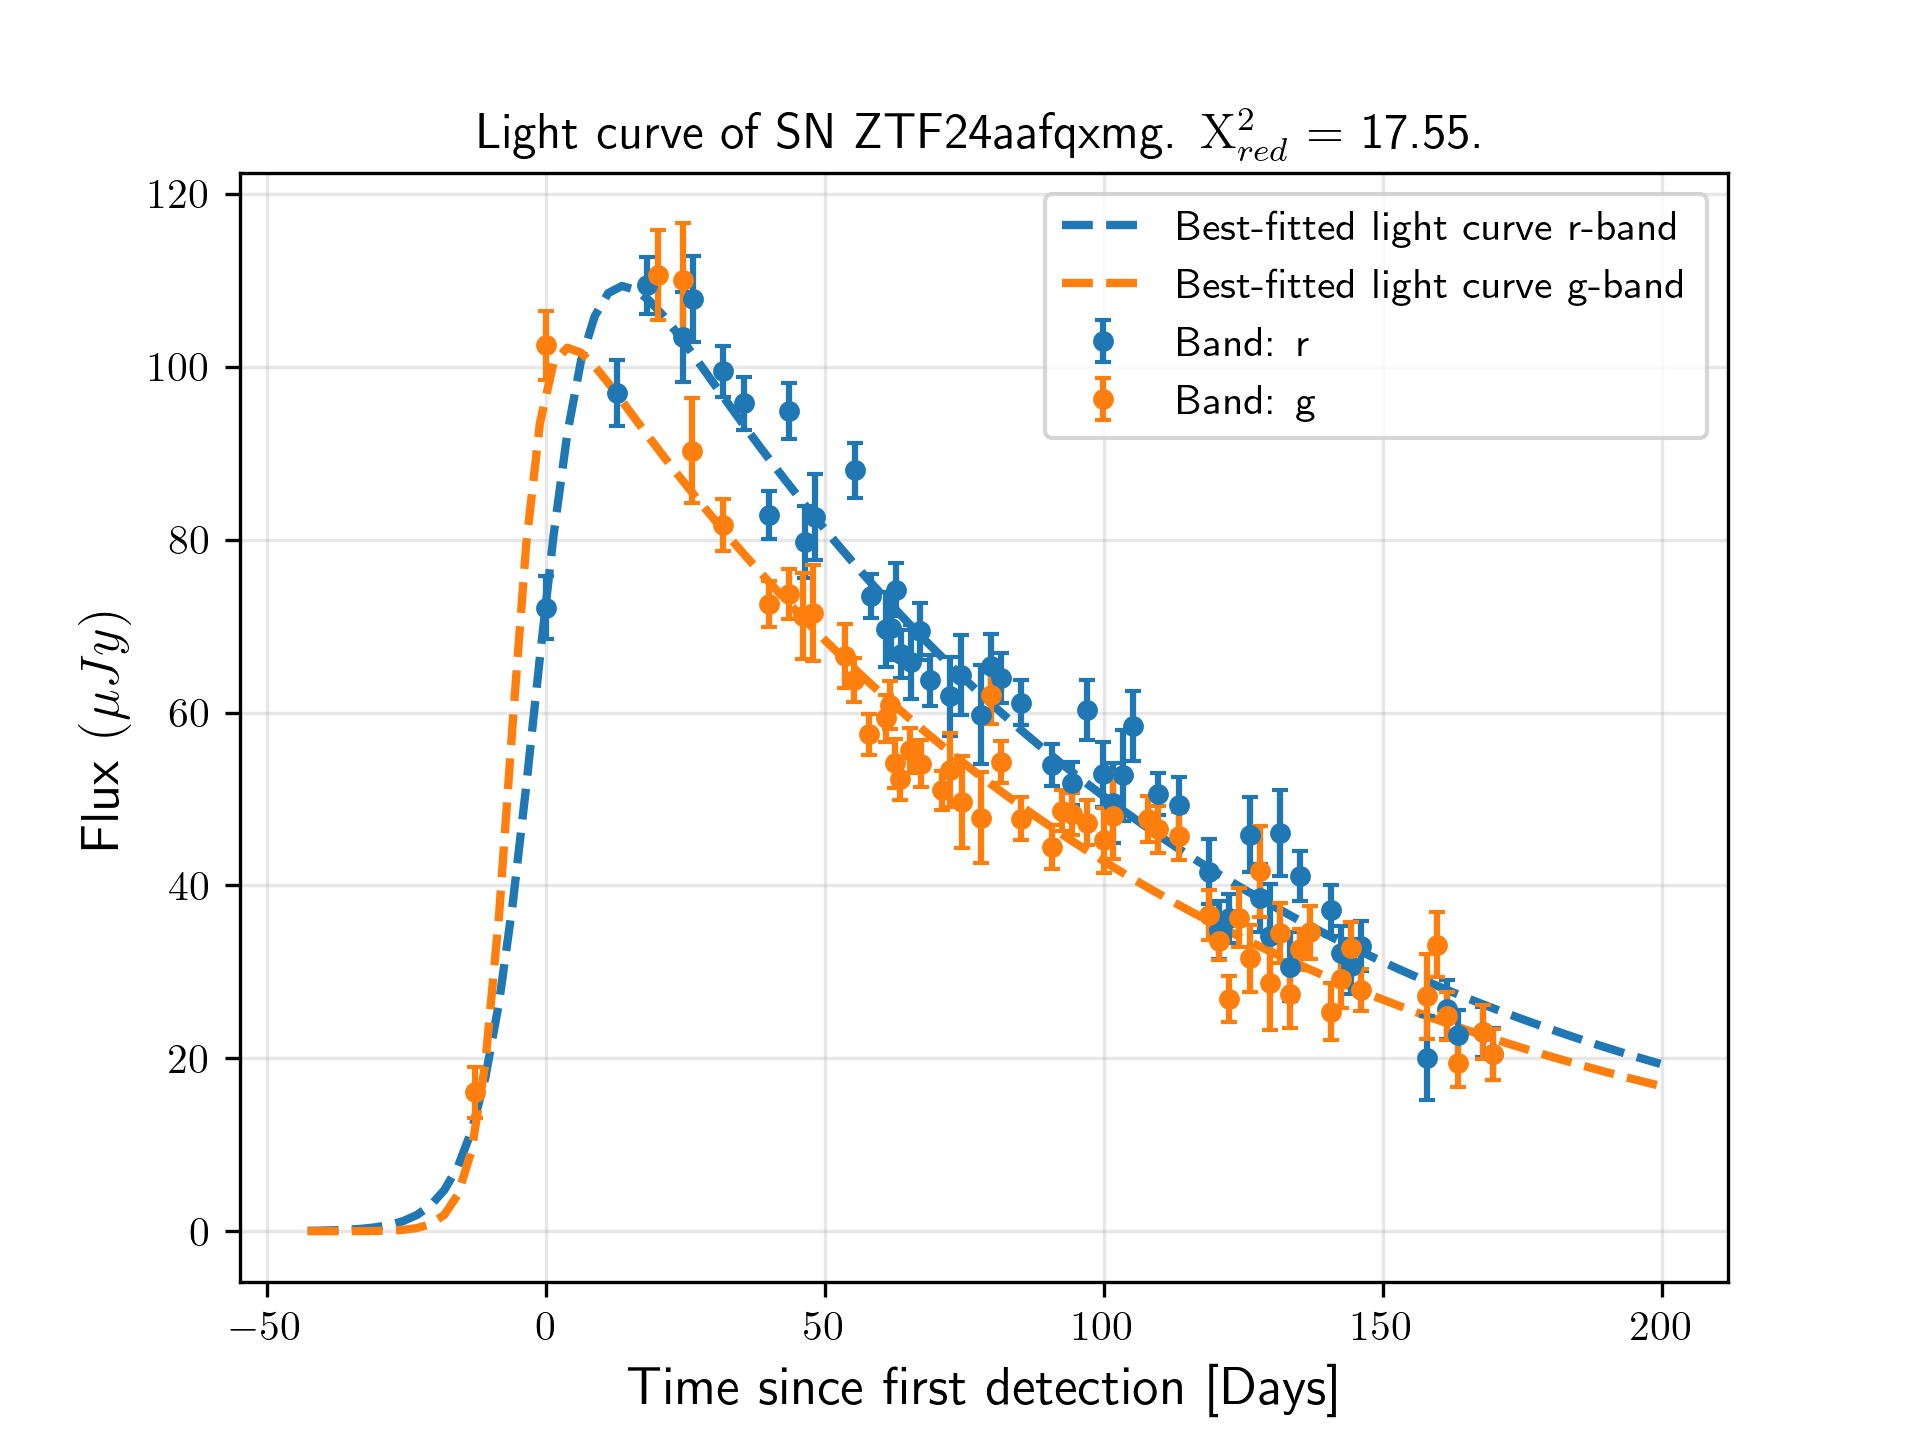 Light curve of SN ZTF24aafqxmg. X²_red = 17.55.
Best-fitted light curve r-band
Best-fitted light curve g-band
Band: r
Band: g
120
100
80
60
40
20
0
Flux (μJy)
−50 0 50 100 150 200
Time since first detection [Days]